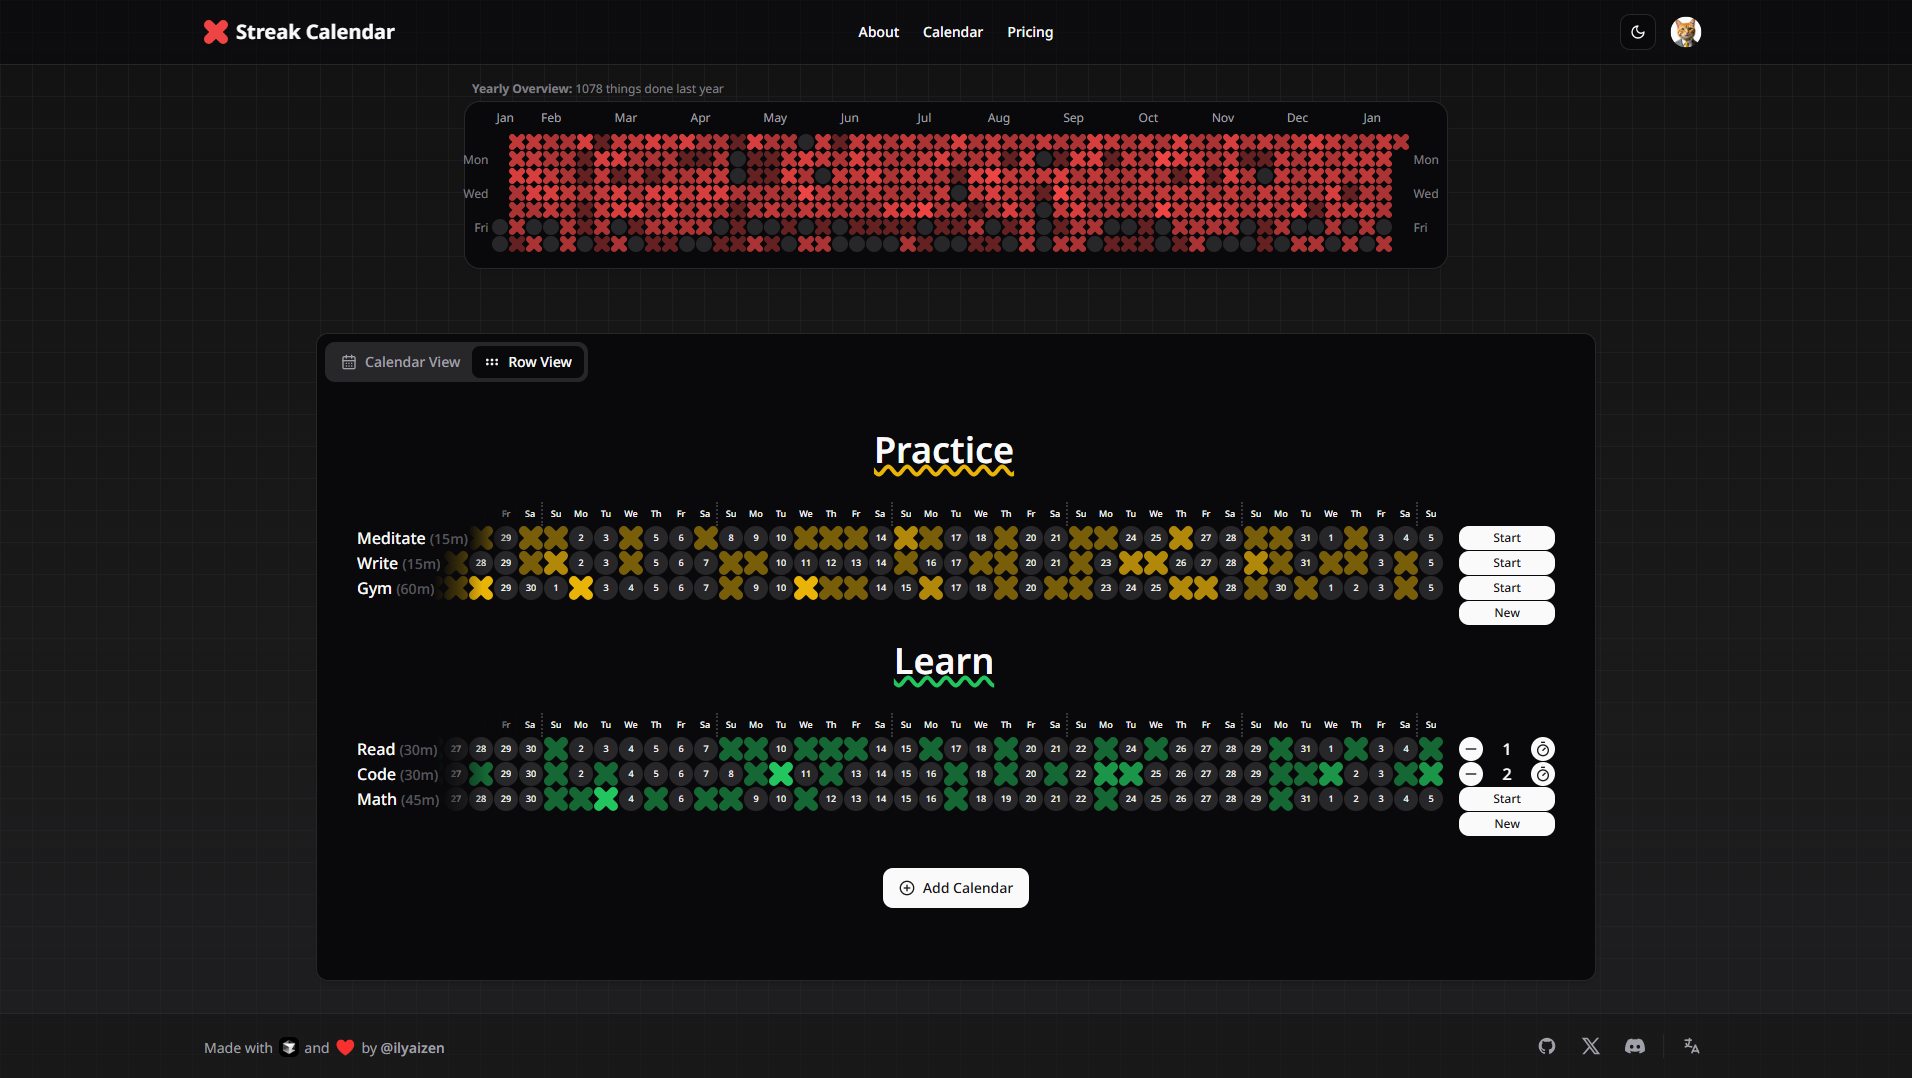 Streak Calendar
About Calendar Pricing
Yearly Overview: 1078 things done last year
Jan Feb Mar Apr May Jun Jul Aug Sep Oct Nov Dec Jan
Mon Mon
Wed Wed
Fri Fri
Calendar View Row View
Practice
Fr Sa Su Mo Tu We Th Fr Sa Su Mo Tu We Th Fr Sa Su Mo Tu We Th Fr Sa Su Mo Tu We Th Fr Sa Su Mo Tu We Th Fr Sa Su
Meditate (15m) 29 2 3 5 6 8 9 10 14 17 18 20 21 24 25 27 28 31 1 3 4 5 Start
Write (15m) 28 29 2 3 5 6 7 10 11 12 13 14 16 17 20 21 23 26 27 28 31 3 5 Start
Gym (60m) 29 30 1 3 4 5 6 7 9 10 14 15 17 18 20 23 24 25 28 30 1 2 3 5 Start
New
Learn
Fr Sa Su Mo Tu We Th Fr Sa Su Mo Tu We Th Fr Sa Su Mo Tu We Th Fr Sa Su Mo Tu We Th Fr Sa Su Mo Tu We Th Fr Sa Su
Read (30m) 27 28 29 30 2 3 4 5 6 7 10 14 15 17 18 20 21 22 24 26 27 28 29 31 1 3 4 1
Code (30m) 27 29 30 2 4 5 6 7 8 11 13 14 15 16 18 20 22 25 26 27 28 29 2 3 2
Math (45m) 27 28 29 30 4 6 9 10 12 13 14 15 16 18 19 20 21 22 24 25 26 27 28 29 31 1 2 3 4 5 Start
New
Add Calendar
Made with and by @ilyaizen